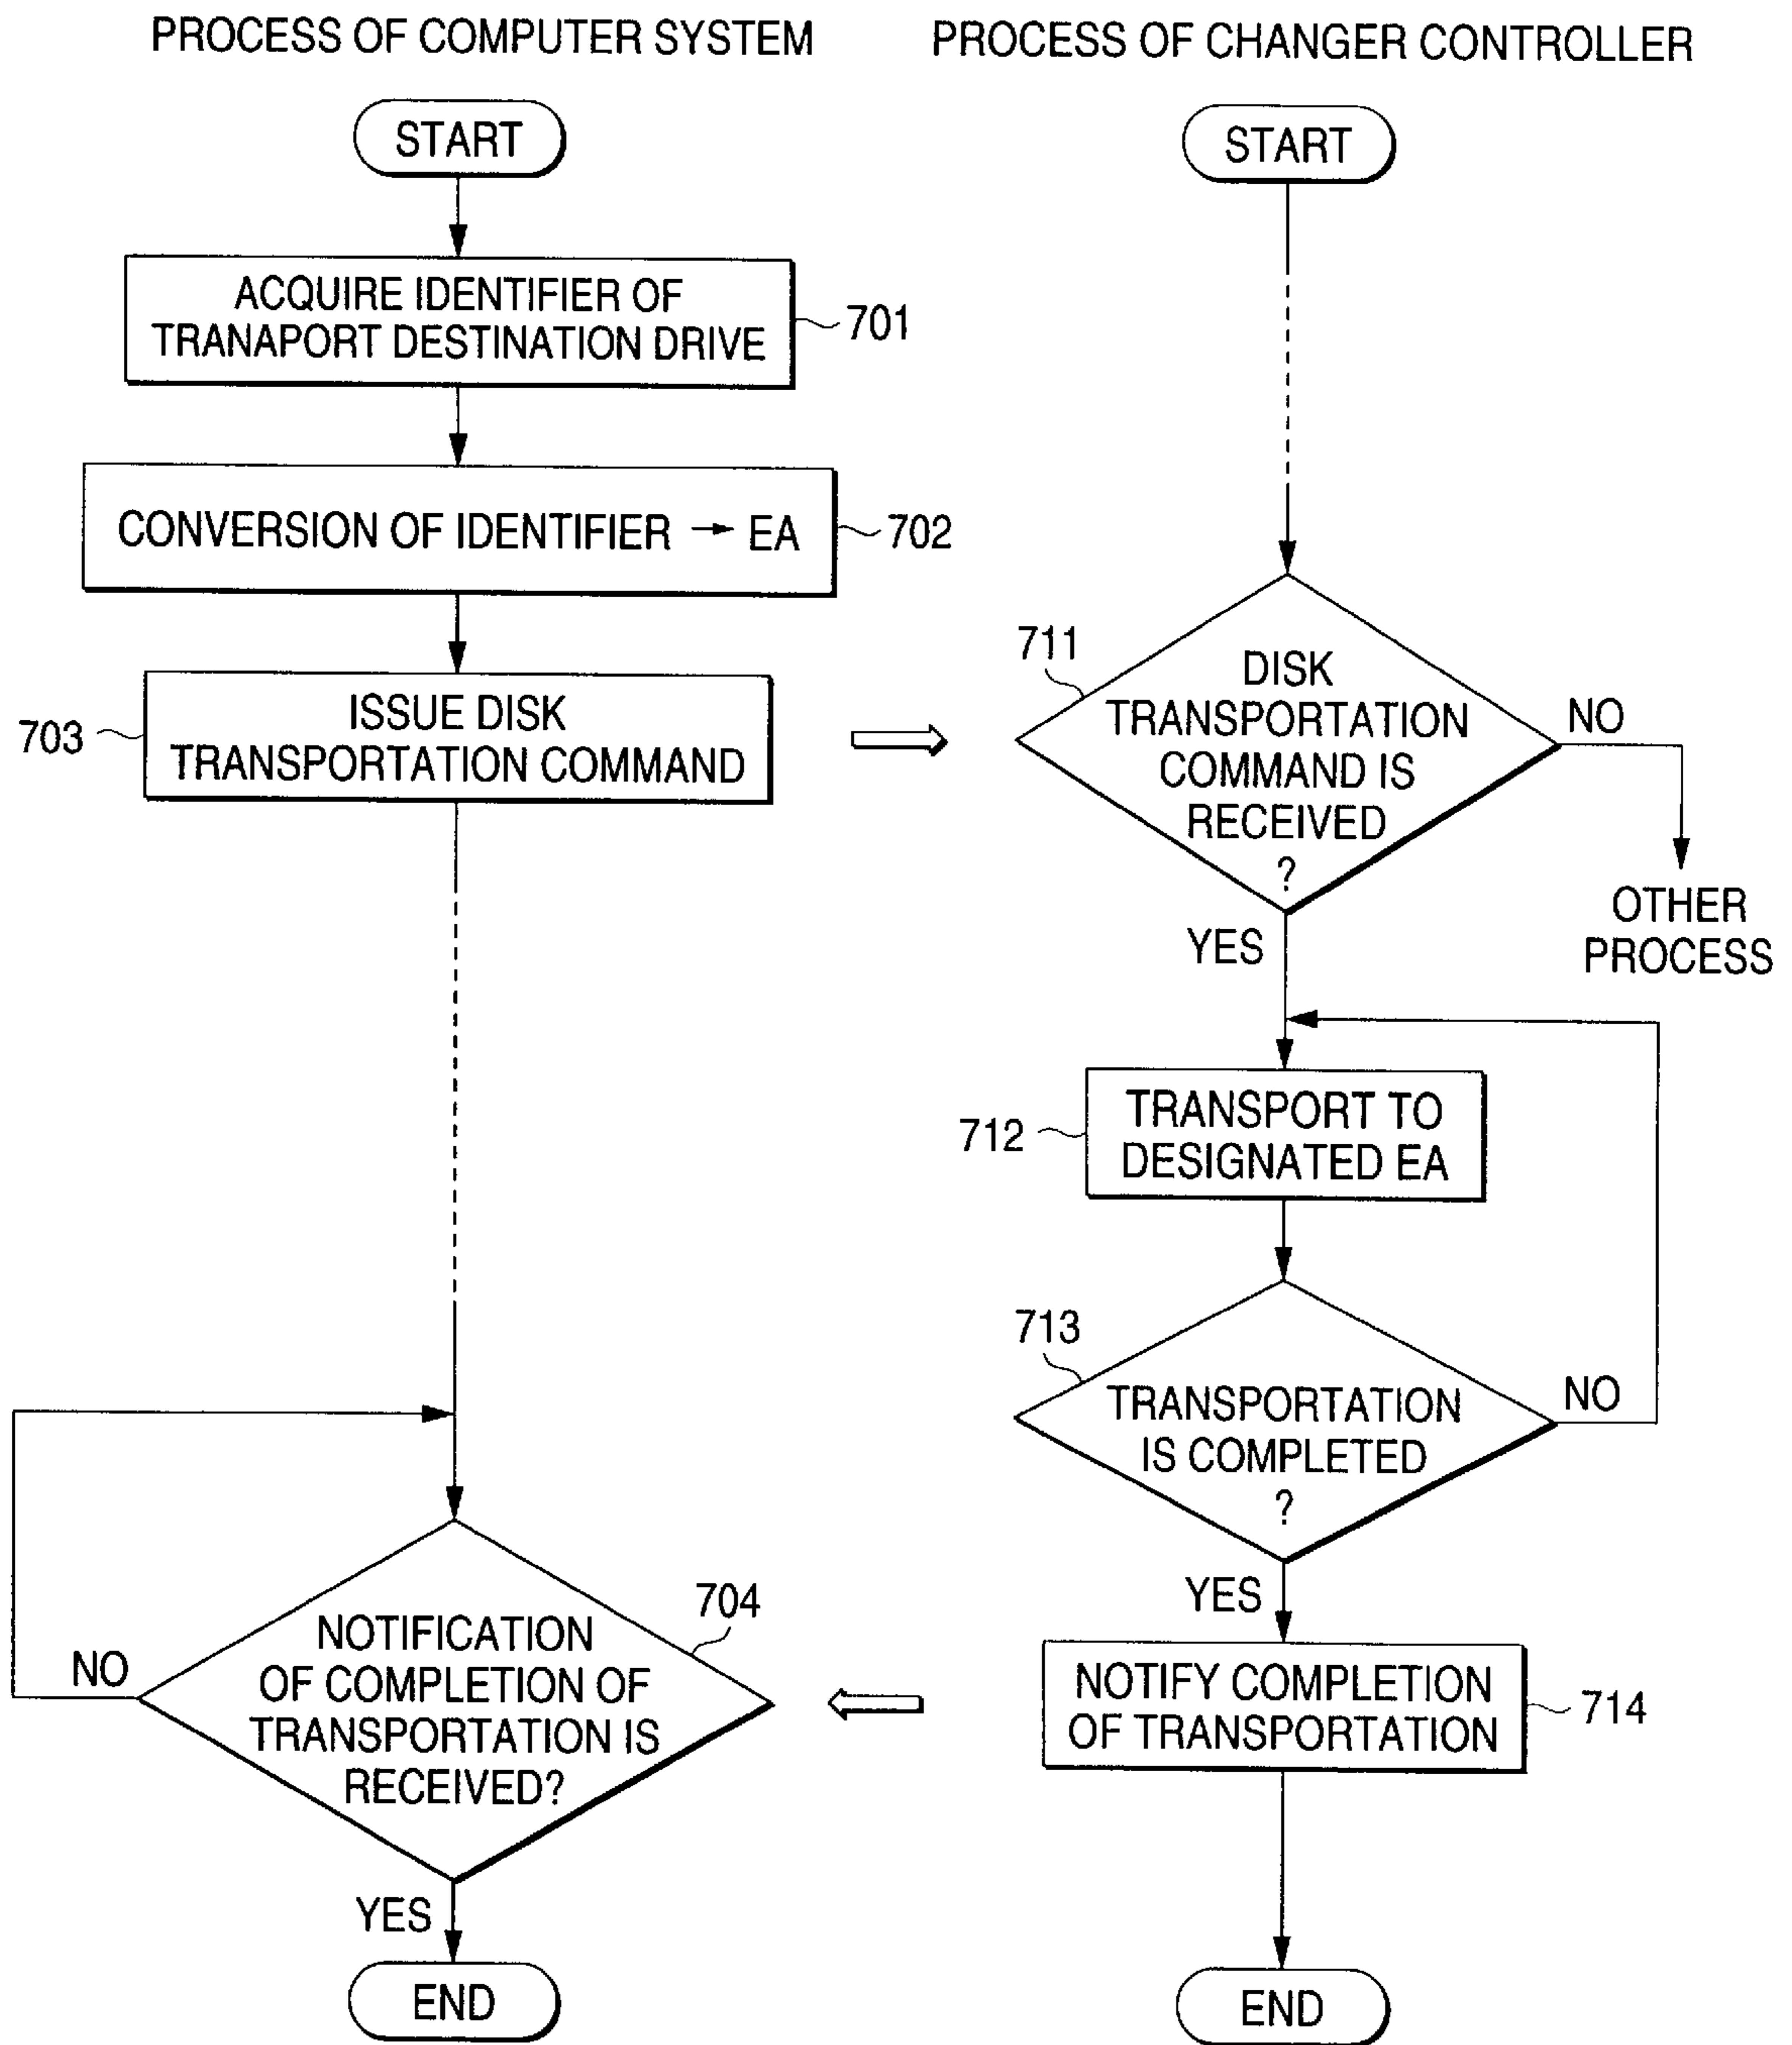 PROCESS OF COMPUTER SYSTEM
START
ACQUIRE IDENTIFIER OF
TRANAPORT DESTINATION DRIVE
701
CONVERSION OF IDENTIFIER → EA
702
ISSUE DISK
TRANSPORTATION COMMAND
703
NOTIFICATION
OF COMPLETION OF
TRANSPORTATION IS
RECEIVED?
704
NO
YES
END
PROCESS OF CHANGER CONTROLLER
START
711
DISK
TRANSPORTATION
COMMAND IS
RECEIVED
?
NO
OTHER
PROCESS
YES
712
TRANSPORT TO
DESIGNATED EA
713
TRANSPORTATION
IS COMPLETED
?
NO
YES
NOTIFY COMPLETION
OF TRANSPORTATION
714
END